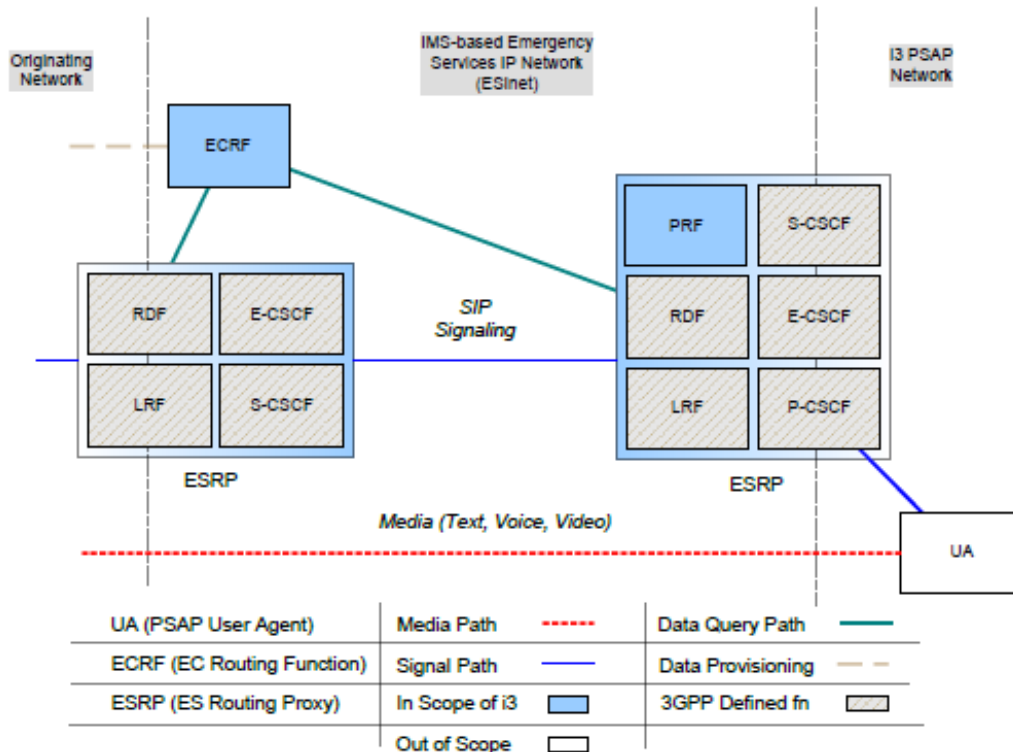 Originating
Network
IMS-based Emergency
Services IP Network
(ESInet)
I3 PSAP
Network
ECRF
PRF
S-CSCF
RDF
E-CSCF
SIP
Signaling
RDF
E-CSCF
LRF
S-CSCF
LRF
P-CSCF
ESRP
ESRP
Media (Text, Voice, Video)
UA
UA (PSAP User Agent)
Media Path
Data Query Path
ECRF (EC Routing Function)
Signal Path
Data Provisioning
ESRP (ES Routing Proxy)
In Scope of i3
3GPP Defined fn
Out of Scope